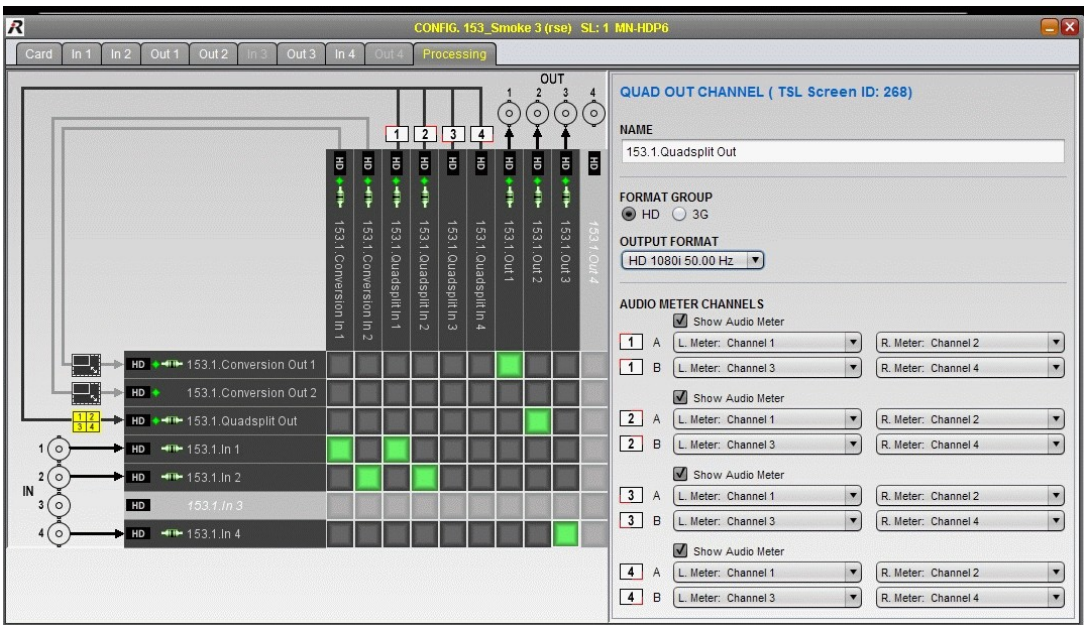 R CONFIG. 153_Smoke 3 (rse) SL: 1 MN-HDP6
Card In 1 In 2 Out 1 Out 2 In 3 Out 3 In 4 Out 4 Processing
OUT
1 2 3 4
1 2 3 4
HD HD HD HD HD HD HD HD HD HD
153.1.Conversion In 1
153.1.Conversion In 2
153.1.Quadsplit In 1
153.1.Quadsplit In 2
153.1.Quadsplit In 3
153.1.Quadsplit In 4
153.1.Out 1
153.1.Out 2
153.1.Out 3
153.1.Out 4
HD 153.1.Conversion Out 1
HD 153.1.Conversion Out 2
1 2
3 4
HD 153.1.Quadsplit Out
IN
1 HD 153.1.In 1
2 HD 153.1.In 2
3 HD 153.1.In 3
4 HD 153.1.In 4
QUAD OUT CHANNEL ( TSL Screen ID: 268)
NAME
153.1.Quadsplit Out
FORMAT GROUP
HD 3G
OUTPUT FORMAT
HD 1080i 50.00 Hz
AUDIO METER CHANNELS
Show Audio Meter
1 A L. Meter: Channel 1 R. Meter: Channel 2
1 B L. Meter: Channel 3 R. Meter: Channel 4
Show Audio Meter
2 A L. Meter: Channel 1 R. Meter: Channel 2
2 B L. Meter: Channel 3 R. Meter: Channel 4
Show Audio Meter
3 A L. Meter: Channel 1 R. Meter: Channel 2
3 B L. Meter: Channel 3 R. Meter: Channel 4
Show Audio Meter
4 A L. Meter: Channel 1 R. Meter: Channel 2
4 B L. Meter: Channel 3 R. Meter: Channel 4